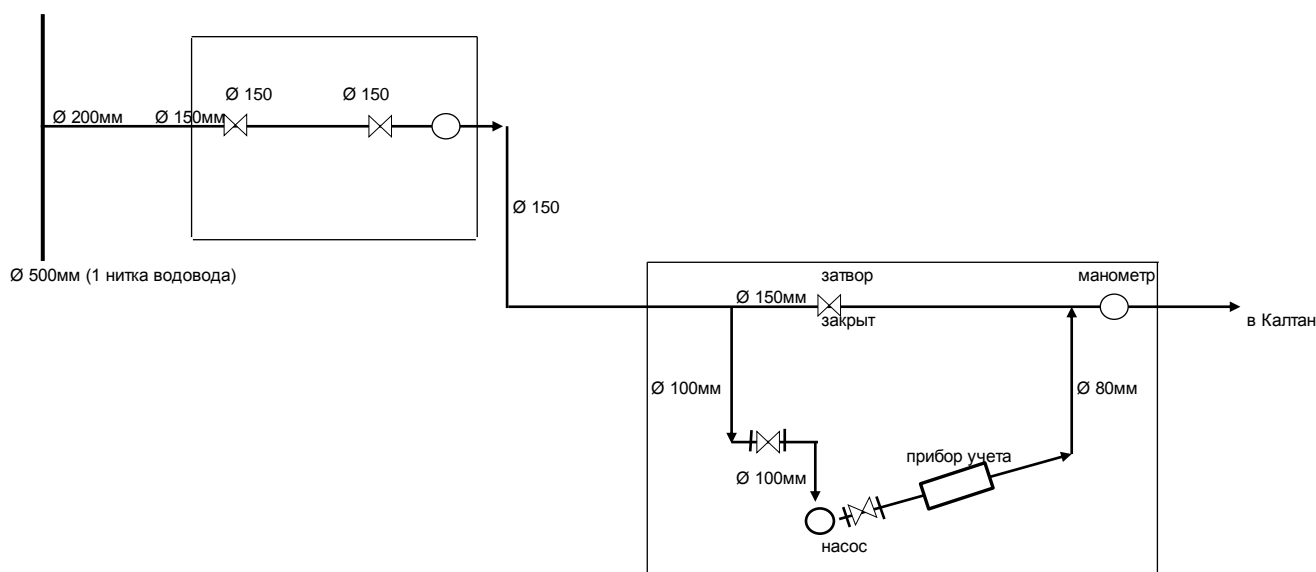 Ø 150
Ø 150
Ø 200мм
Ø 150мм
Ø 150
Ø 500мм (1 нитка водовода)
затвор
манометр
Ø 150мм
закрыт
в Калтан
Ø 100мм
Ø 80мм
прибор учета
Ø 100мм
насос